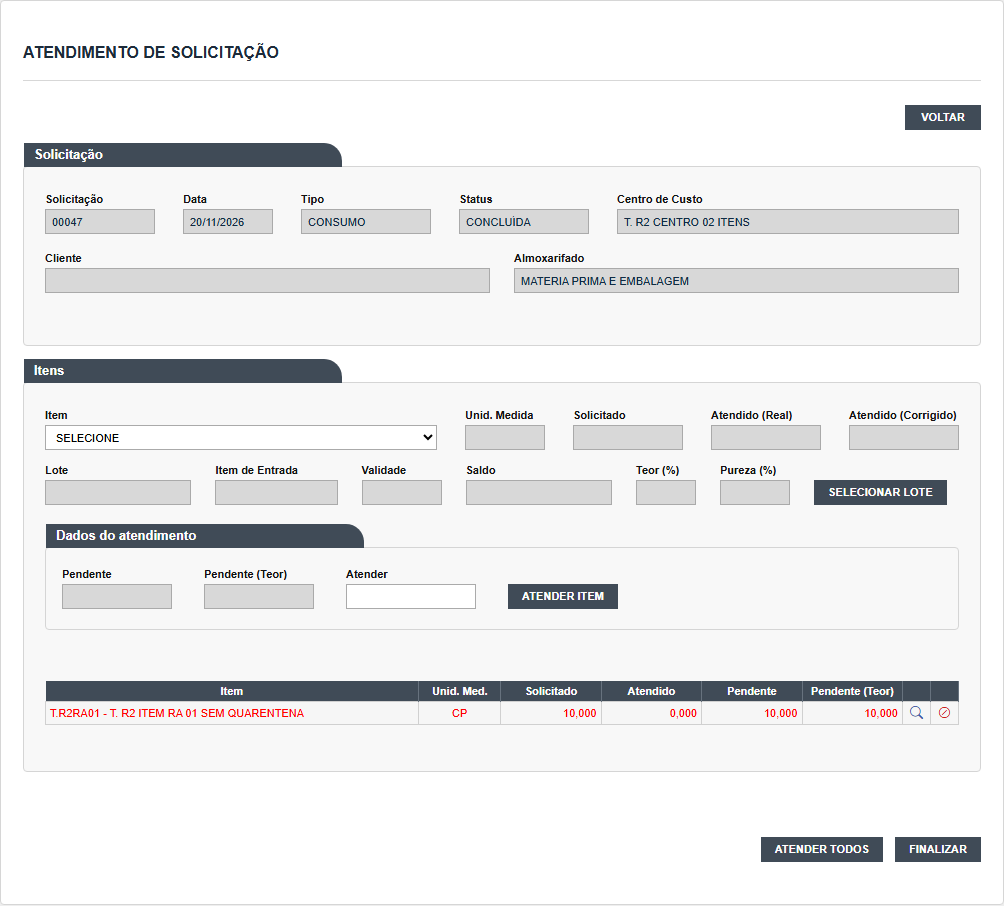 ATENDIMENTO DE SOLICITAÇÃO
VOLTAR
Solicitação
Solicitação Data Tipo Status Centro de Custo
00047 20/11/2026 CONSUMO CONCLUÍDA T. R2 CENTRO 02 ITENS
Cliente Almoxarifado
MATERIA PRIMA E EMBALAGEM
Itens
Item Unid. Medida Solicitado Atendido (Real) Atendido (Corrigido)
SELECIONE
Lote Item de Entrada Validade Saldo Teor (%) Pureza (%)
SELECIONAR LOTE
Dados do atendimento
Pendente Pendente (Teor) Atender
ATENDER ITEM
Item Unid. Med. Solicitado Atendido Pendente Pendente (Teor)
T.R2RA01 - T. R2 ITEM RA 01 SEM QUARENTENA CP 10,000 0,000 10,000 10,000
ATENDER TODOS FINALIZAR